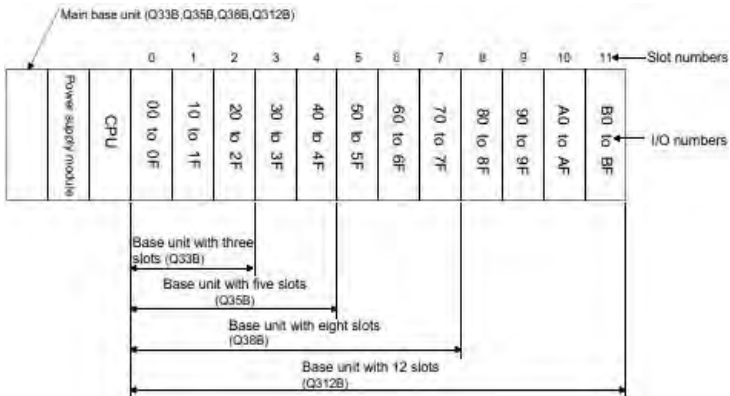 Main base unit (Q33B,Q35B,Q38B,Q312B)
0 1 2 3 4 5 6 7 8 9 10 11
Slot numbers
Power supply module
CPU
00 to 0F
10 to 1F
20 to 2F
30 to 3F
40 to 4F
50 to 5F
60 to 6F
70 to 7F
80 to 8F
90 to 9F
A0 to AF
B0 to BF
I/O numbers
Base unit with three
slots (Q33B)
Base unit with five slots
(Q35B)
Base unit with eight slots
(Q38B)
Base unit with 12 slots
(Q312B)